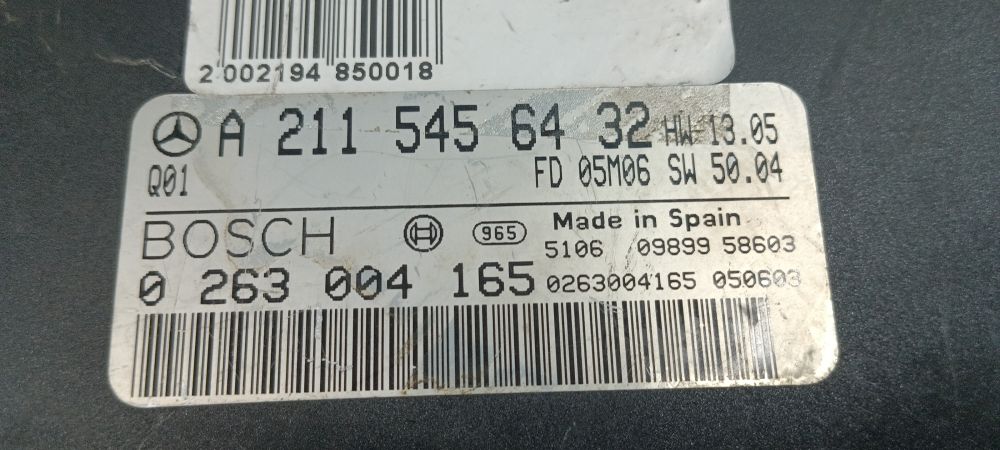 2 002194 850018
A 211 545 64 32 HW 13.05
Q01 FD 05M06 SW 50.04
BOSCH 965 Made in Spain
5106 09899 58603
0 263 004 165 0263004165 050603